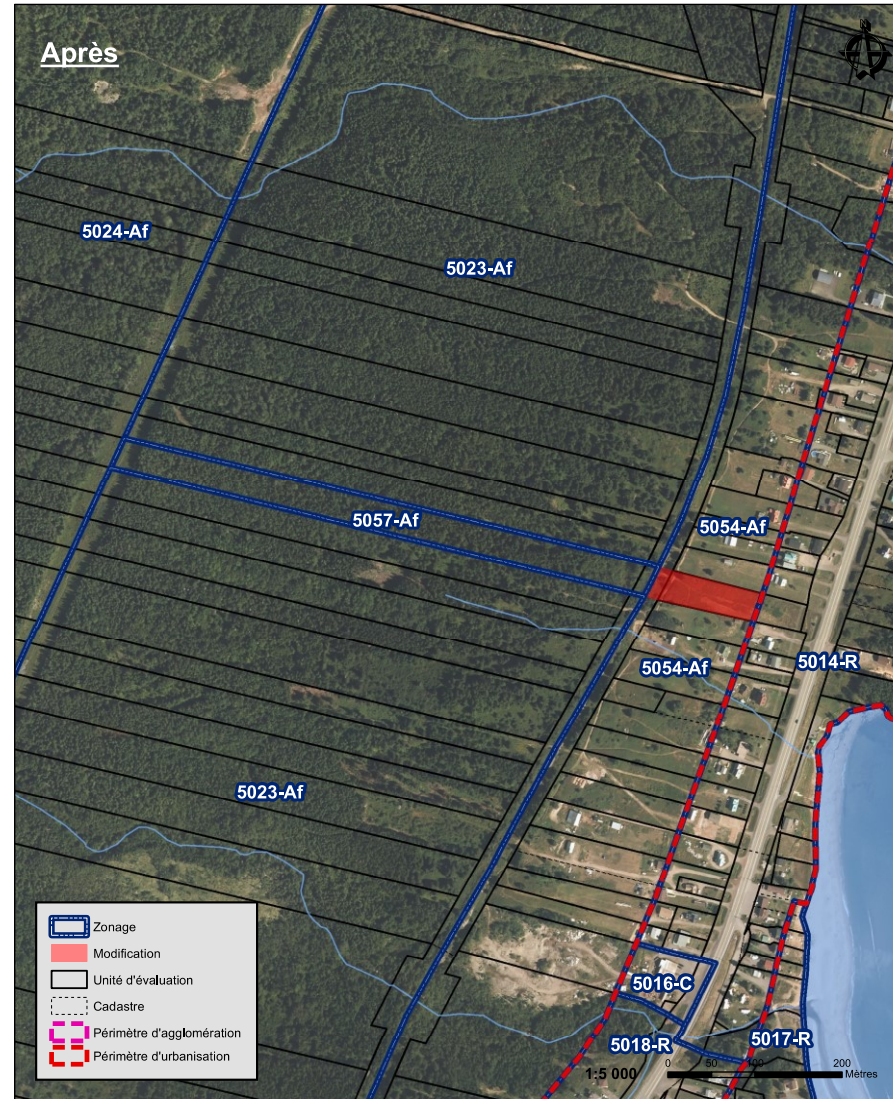 Après
5024-Af
5023-Af
5057-Af
5054-Af
5054-Af
5014-R
5023-Af
5016-C
5018-R
5017-R
Zonage
Modification
Unité d'évaluation
Cadastre
Périmètre d'agglomération
Périmètre d'urbanisation
1:5 000
0 50 100 200
Mètres